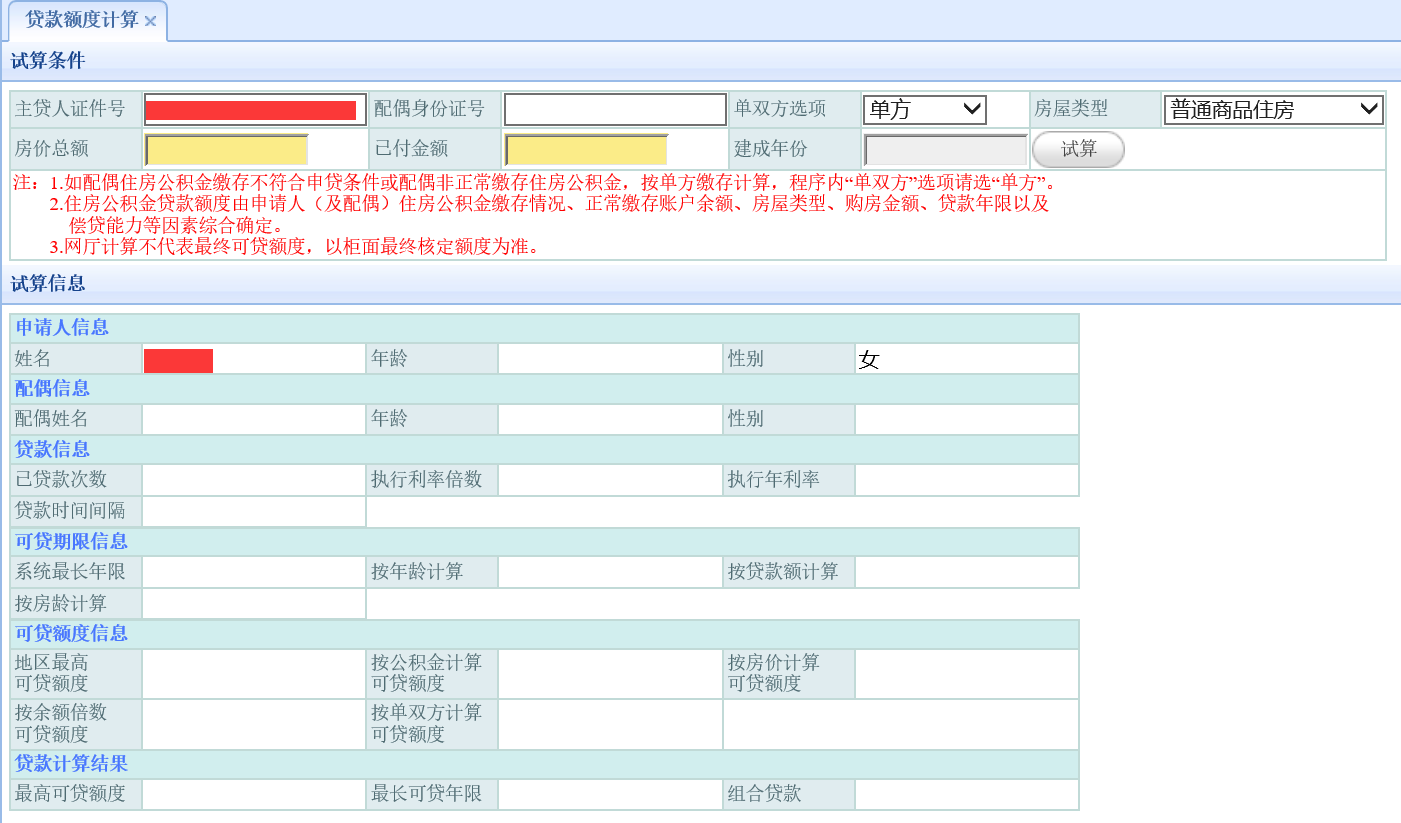 贷款额度计算
试算条件
主贷人证件号 配偶身份证号 单双方选项 单方 房屋类型 普通商品住房
房价总额 已付金额 建成年份 试算
注：1.如配偶住房公积金缴存不符合申贷条件或配偶非正常缴存住房公积金，按单方缴存计算，程序内“单双方”选项请选“单方”。
2.住房公积金贷款额度由申请人（及配偶）住房公积金缴存情况、正常缴存账户余额、房屋类型、购房金额、贷款年限以及
偿贷能力等因素综合确定。
3.网厅计算不代表最终可贷额度，以柜面最终核定额度为准。
试算信息
申请人信息
姓名 年龄 性别 女
配偶信息
配偶姓名 年龄 性别
贷款信息
已贷款次数 执行利率倍数 执行年利率
贷款时间间隔
可贷期限信息
系统最长年限 按年龄计算 按贷款额计算
按房龄计算
可贷额度信息
地区最高 按公积金计算 按房价计算
可贷额度 可贷额度 可贷额度
按余额倍数 按单双方计算
可贷额度 可贷额度
贷款计算结果
最高可贷额度 最长可贷年限 组合贷款